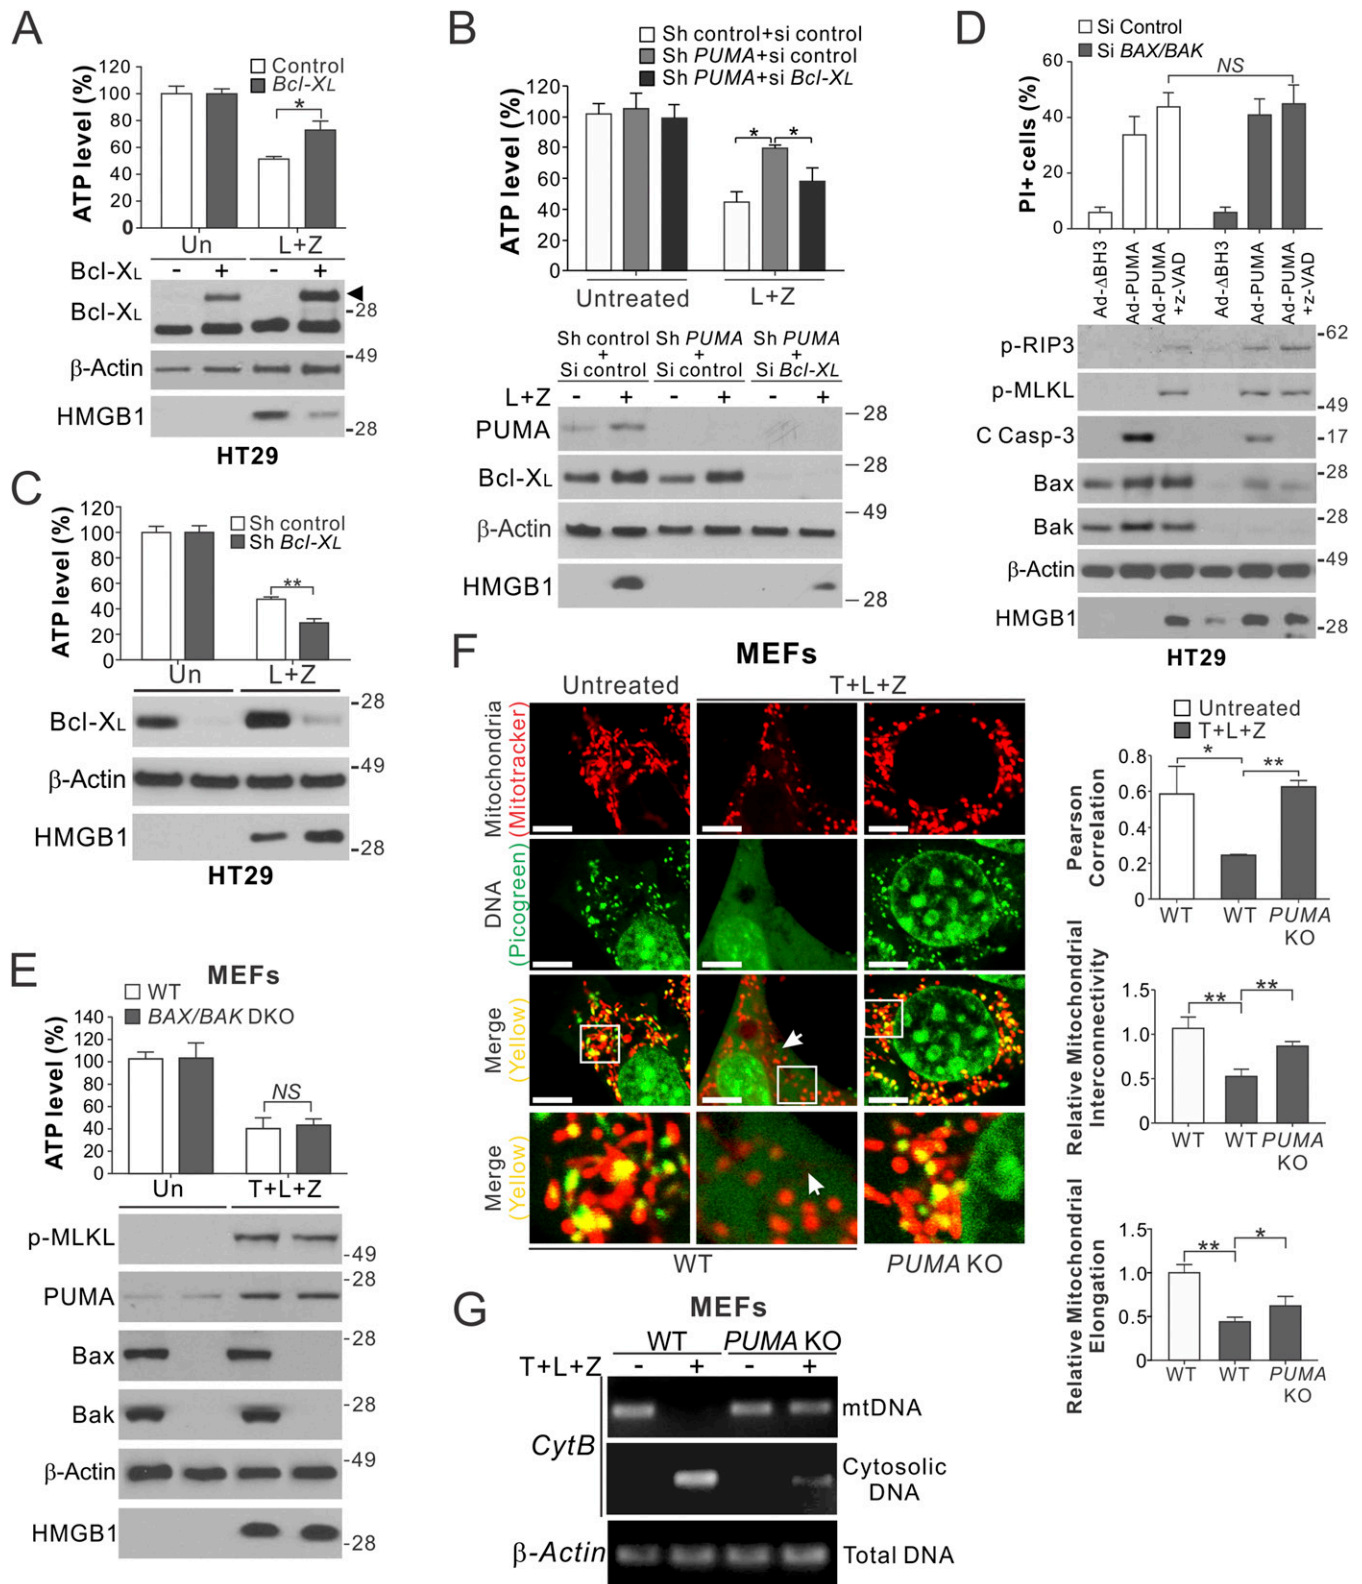 A
Control
Bcl-XL
ATP level (%)
120
100
80
60
40
20
0
*
Un
L+Z
Bcl-XL - + - +
Bcl-XL
-28
β-Actin
-49
HMGB1
-28
HT29
B
Sh control+si control
Sh PUMA+si control
Sh PUMA+si Bcl-XL
ATP level (%)
120
100
80
60
40
20
0
* *
Untreated
L+Z
Sh control + Si control
Sh PUMA + Si control
Sh PUMA + Si Bcl-XL
L+Z - + - + - +
PUMA
28
Bcl-XL
28
β-Actin
49
HMGB1
28
C
Sh control
Sh Bcl-XL
ATP level (%)
120
100
80
60
40
20
0
**
Un
L+Z
Bcl-XL
-28
β-Actin
-49
HMGB1
-28
HT29
D
Si Control
Si BAX/BAK
PI+ cells (%)
60
40
20
0
NS
Ad-ΔBH3
Ad-PUMA
Ad-PUMA +z-VAD
Ad-ΔBH3
Ad-PUMA
Ad-PUMA +z-VAD
p-RIP3
-62
p-MLKL
-49
C Casp-3
-17
Bax
-28
Bak
-28
β-Actin
-49
HMGB1
-28
HT29
E
MEFs
WT
BAX/BAK DKO
ATP level (%)
140
120
100
80
60
40
20
0
NS
Un
T+L+Z
p-MLKL
-49
PUMA
-28
Bax
-28
Bak
-28
β-Actin
-49
HMGB1
-28
F
MEFs
Untreated
T+L+Z
Mitochondria
(Mitotracker)
DNA
(Picogreen)
Merge
(Yellow)
Merge
(Yellow)
WT
PUMA KO
Untreated
T+L+Z
Pearson
Correlation
0.8
0.6
0.4
0.2
0
* **
WT WT PUMA
KO
Relative Mitochondrial
Interconnectivity
1.5
1.0
0.5
0
** **
WT WT PUMA
KO
Relative Mitochondrial
Elongation
1.5
1.0
0.5
0
** *
WT WT PUMA
KO
G
MEFs
WT PUMA KO
T+L+Z - + - +
CytB
mtDNA
Cytosolic
DNA
β-Actin
Total DNA